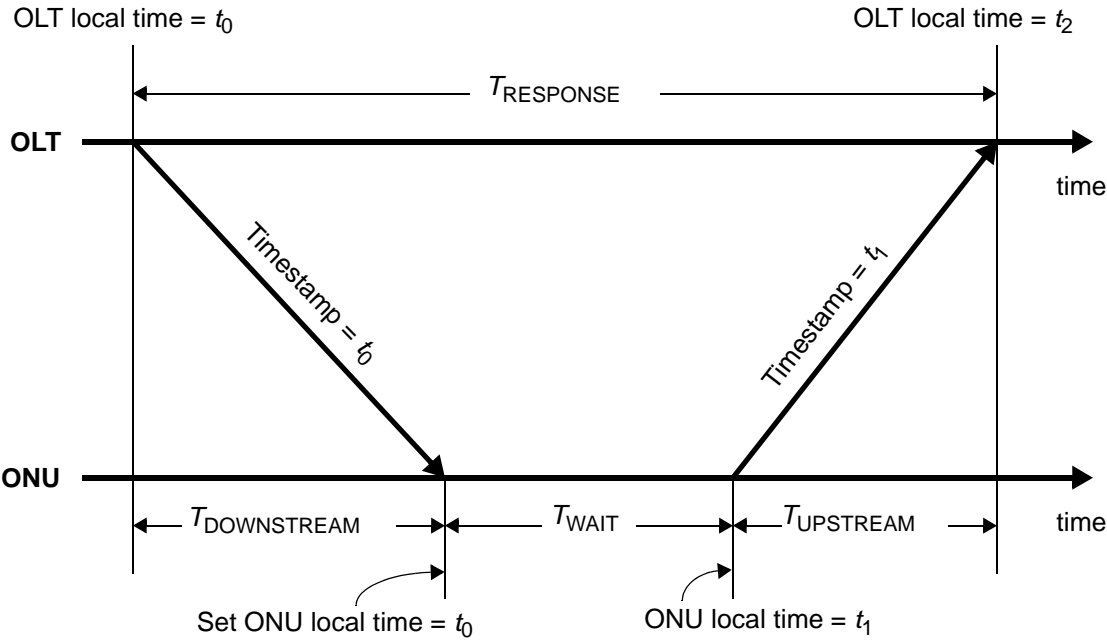 OLT local time = t0
OLT local time = t2
TRESPONSE
OLT
time
Timestamp = t0
Timestamp = t1
ONU
TDOWNSTREAM
TWAIT
TUPSTREAM
time
Set ONU local time = t0
ONU local time = t1